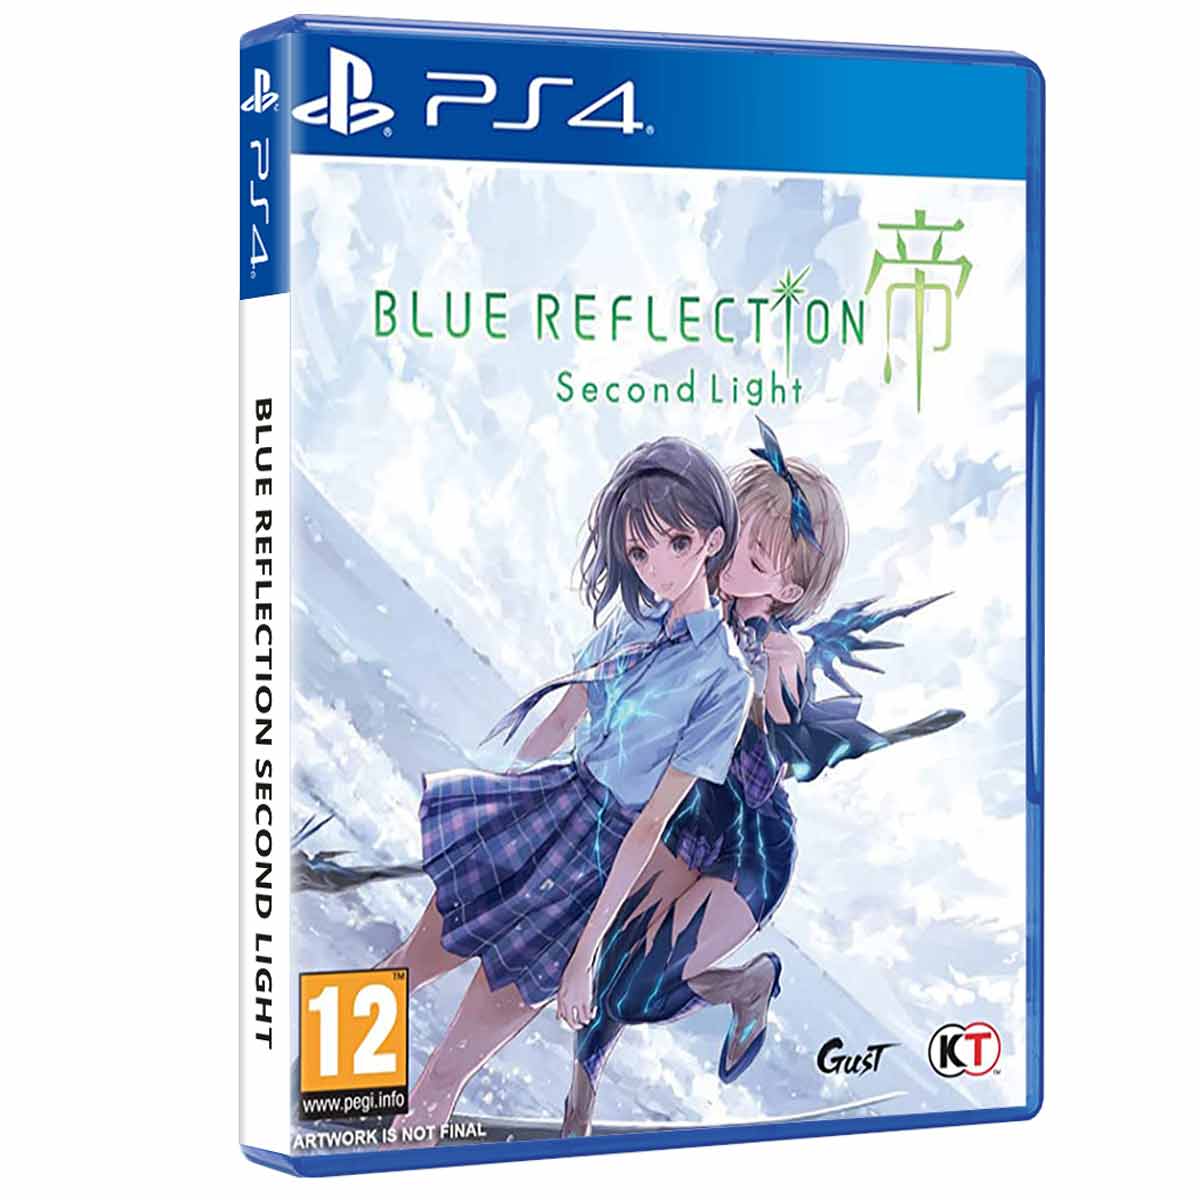 PS4
PS4
BLUE REFLECTION 帝
Second Light
BLUE REFLECTION SECOND LIGHT
12
www.pegi.info
ARTWORK IS NOT FINAL
GUST
KT